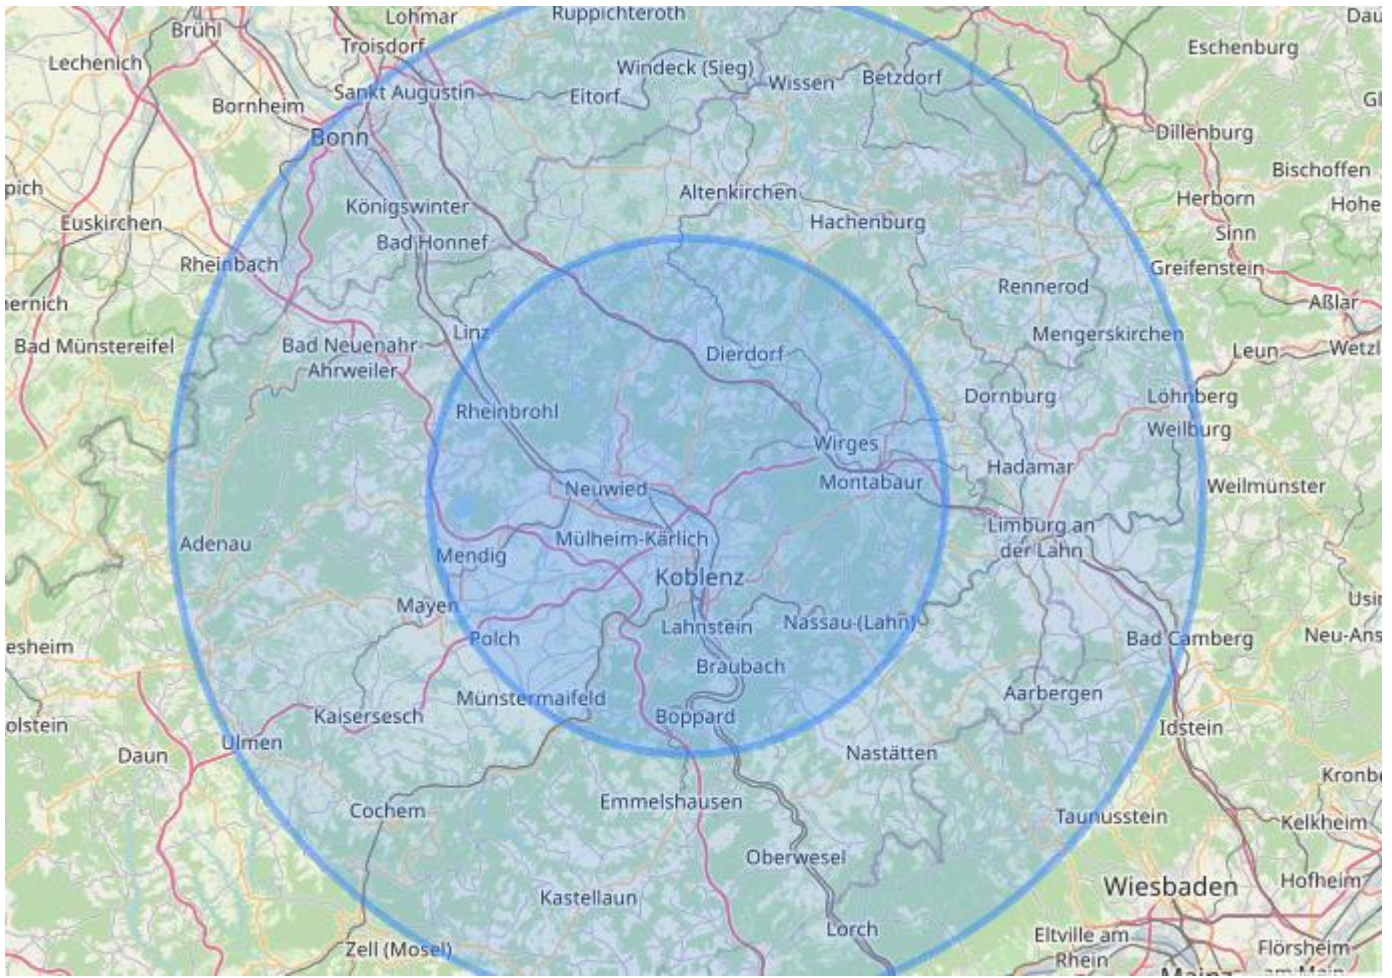 Ruppichteroth
Lohmar
Brühl
Troisdorf
Eschenburg
Lechenich
Windeck (Sieg)
Betzdorf
Wissen
Sankt Augustin
Eitorf
Bornheim
Bonn
Dillenburg
Bischoffen
Altenkirchen
Herborn
Königswinter
Euskirchen
Hachenburg
Sinn
Bad Honnef
Rheinbach
Greifenstein
Rennerod
Aßlar
Linz
Mengerskirchen
Bad Münstereifel
Bad Neuenahr-
Ahrweiler
Dierdorf
Leun
Dornburg
Löhnberg
Rheinbrohl
Weilburg
Wirges
Hadamar
Montabaur
Neuwied
Weilmünster
Limburg an
der Lahn
Mülheim-Kärlich
Adenau
Mendig
Koblenz
Mayen
Nassau (Lahn)
Lahnstein
Polch
Bad Camberg
Braubach
Aarbergen
Münstermaifeld
Kaisersesch
Boppard
Idstein
Ulmen
Daun
Nastätten
Emmelshausen
Cochem
Taunusstein
Kelkheim
Oberwesel
Hofheim
Wiesbaden
Kastellaun
Lorch
Eltville am
Rhein
Zell (Mosel)
Flörsheim